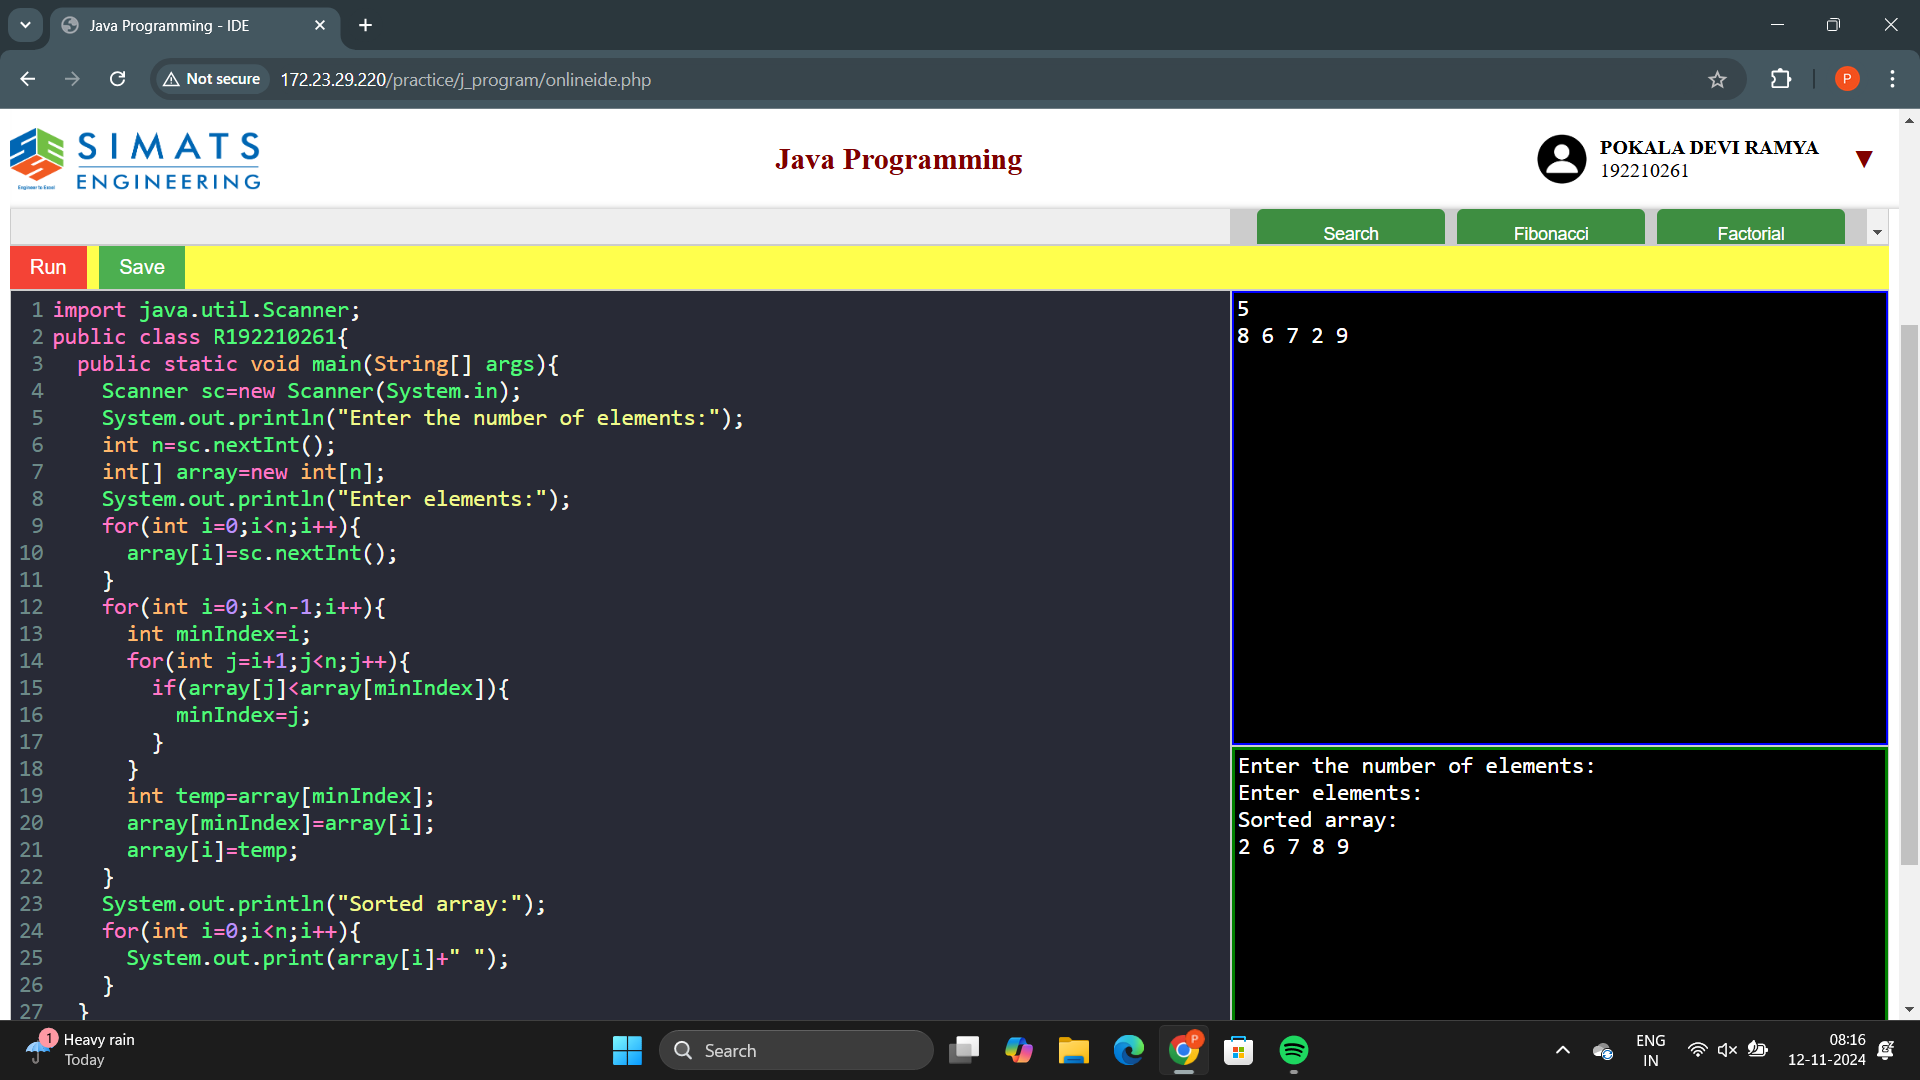 Java Programming - IDE
Not secure
172.23.29.220/practice/j_program/onlineide.php
P
SIMATS
ENGINEERING
Engineer to Excel
Java Programming
POKALA DEVI RAMYA
192210261
Search
Fibonacci
Factorial
Run
Save
1 import java.util.Scanner;
2 public class R192210261{
3   public static void main(String[] args){
4     Scanner sc=new Scanner(System.in);
5     System.out.println("Enter the number of elements:");
6     int n=sc.nextInt();
7     int[] array=new int[n];
8     System.out.println("Enter elements:");
9     for(int i=0;i<n;i++){
10       array[i]=sc.nextInt();
11     }
12     for(int i=0;i<n-1;i++){
13       int minIndex=i;
14       for(int j=i+1;j<n;j++){
15         if(array[j]<array[minIndex]){
16           minIndex=j;
17         }
18       }
19       int temp=array[minIndex];
20       array[minIndex]=array[i];
21       array[i]=temp;
22     }
23     System.out.println("Sorted array:");
24     for(int i=0;i<n;i++){
25       System.out.print(array[i]+" ");
26     }
27   }
5
8 6 7 2 9
Enter the number of elements:
Enter elements:
Sorted array:
2 6 7 8 9
1
Heavy rain
Today
Search
P
ENG
IN
08:16
12-11-2024